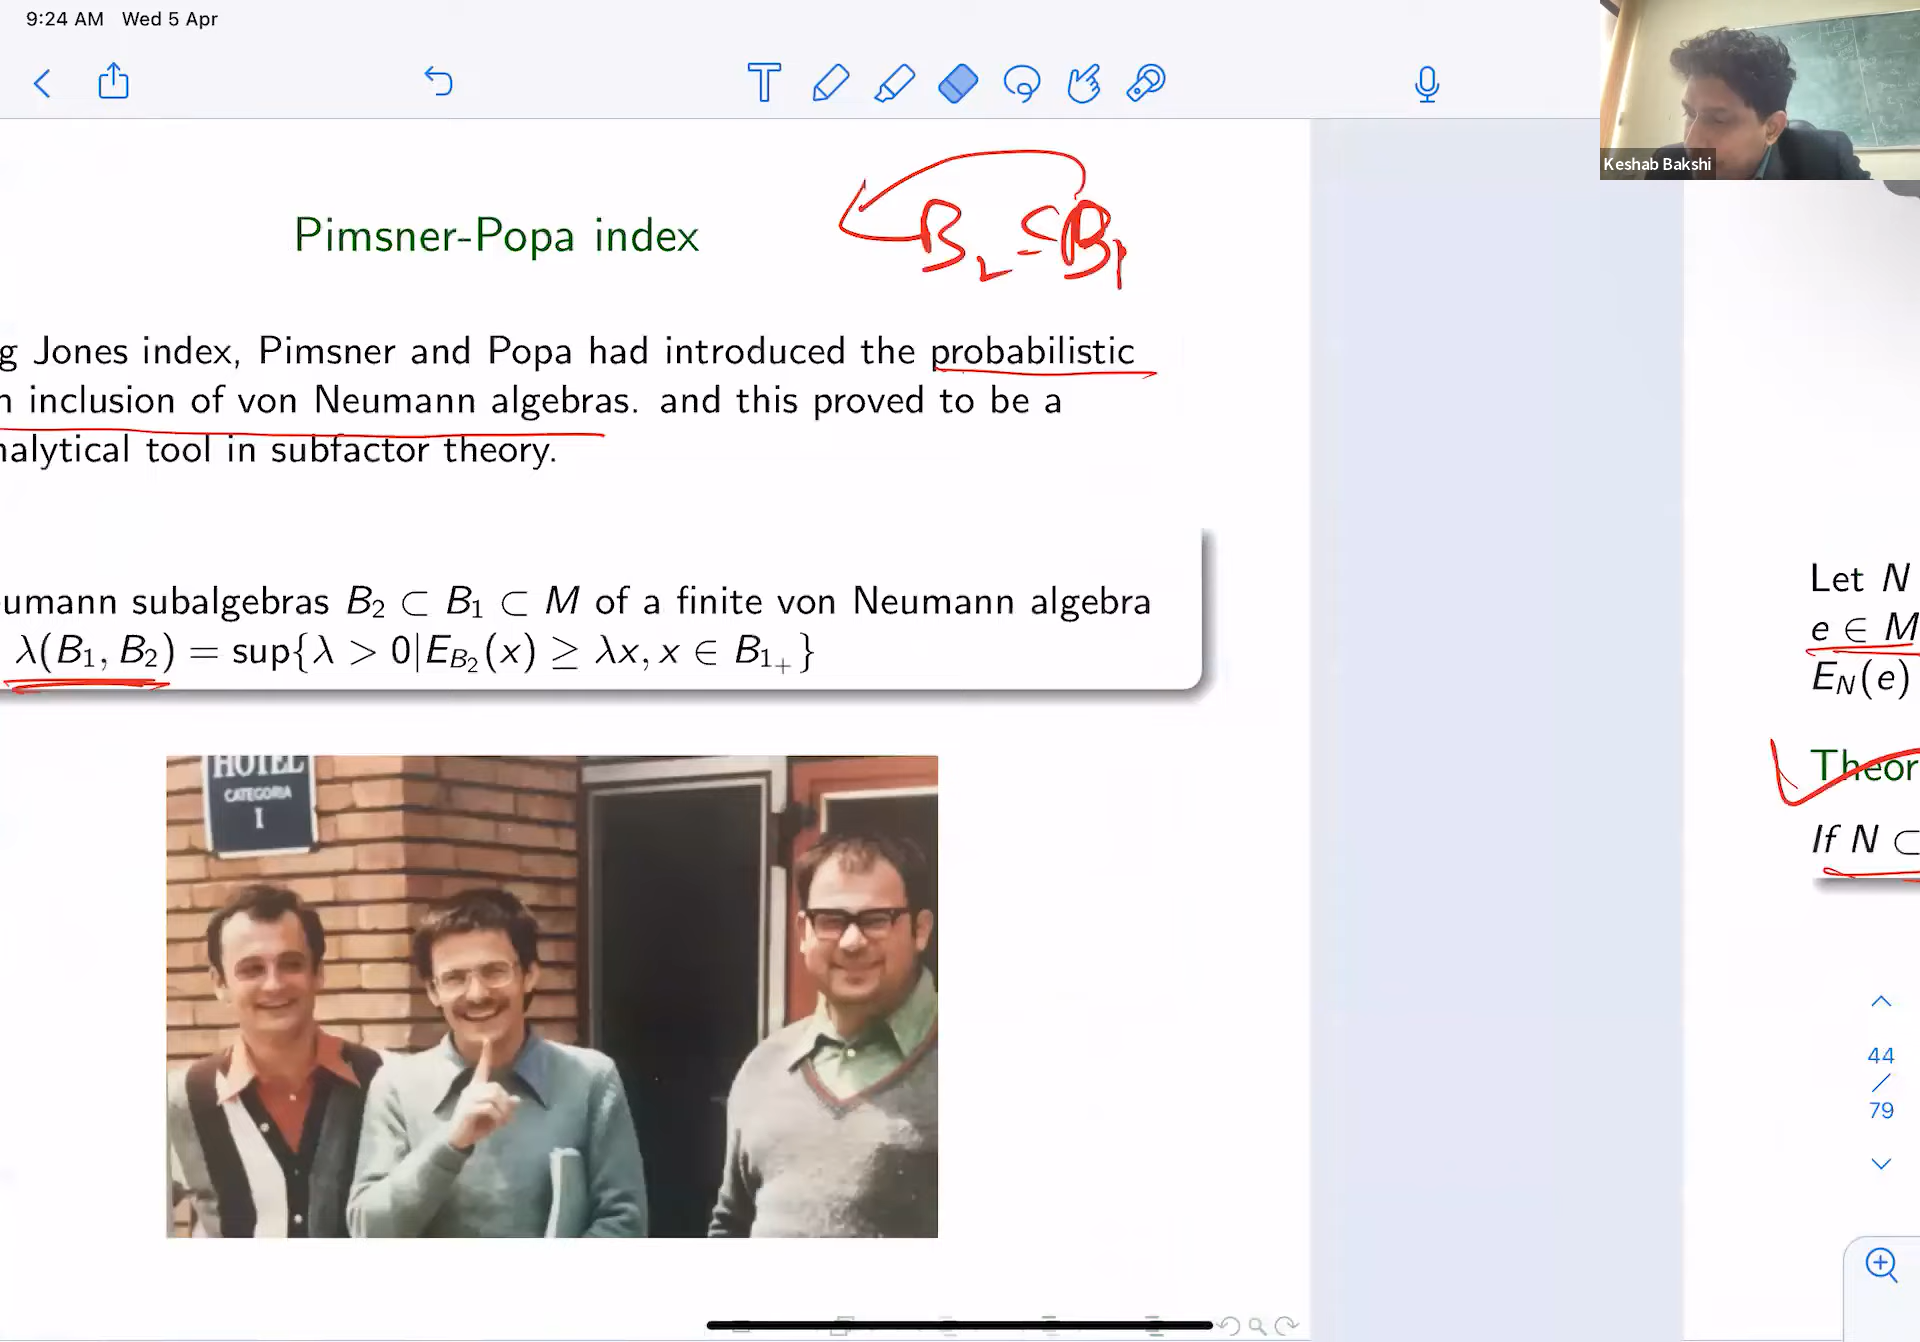 9:24 AM Wed 5 Apr
Keshab Bakshi
Pimsner-Popa index
B₂ ⊆ B₁
g Jones index, Pimsner and Popa had introduced the probabilistic
n inclusion of von Neumann algebras. and this proved to be a
nalytical tool in subfactor theory.
umann subalgebras B₂ ⊂ B₁ ⊂ M of a finite von Neumann algebra
λ(B₁, B₂) = sup{λ > 0|E_{B₂}(x) ≥ λx, x ∈ B₁₊}
HOTEL
CATEGORIA
I
Let N
e ∈ M
E_N(e)
Theor
If N ⊂
44
/
79